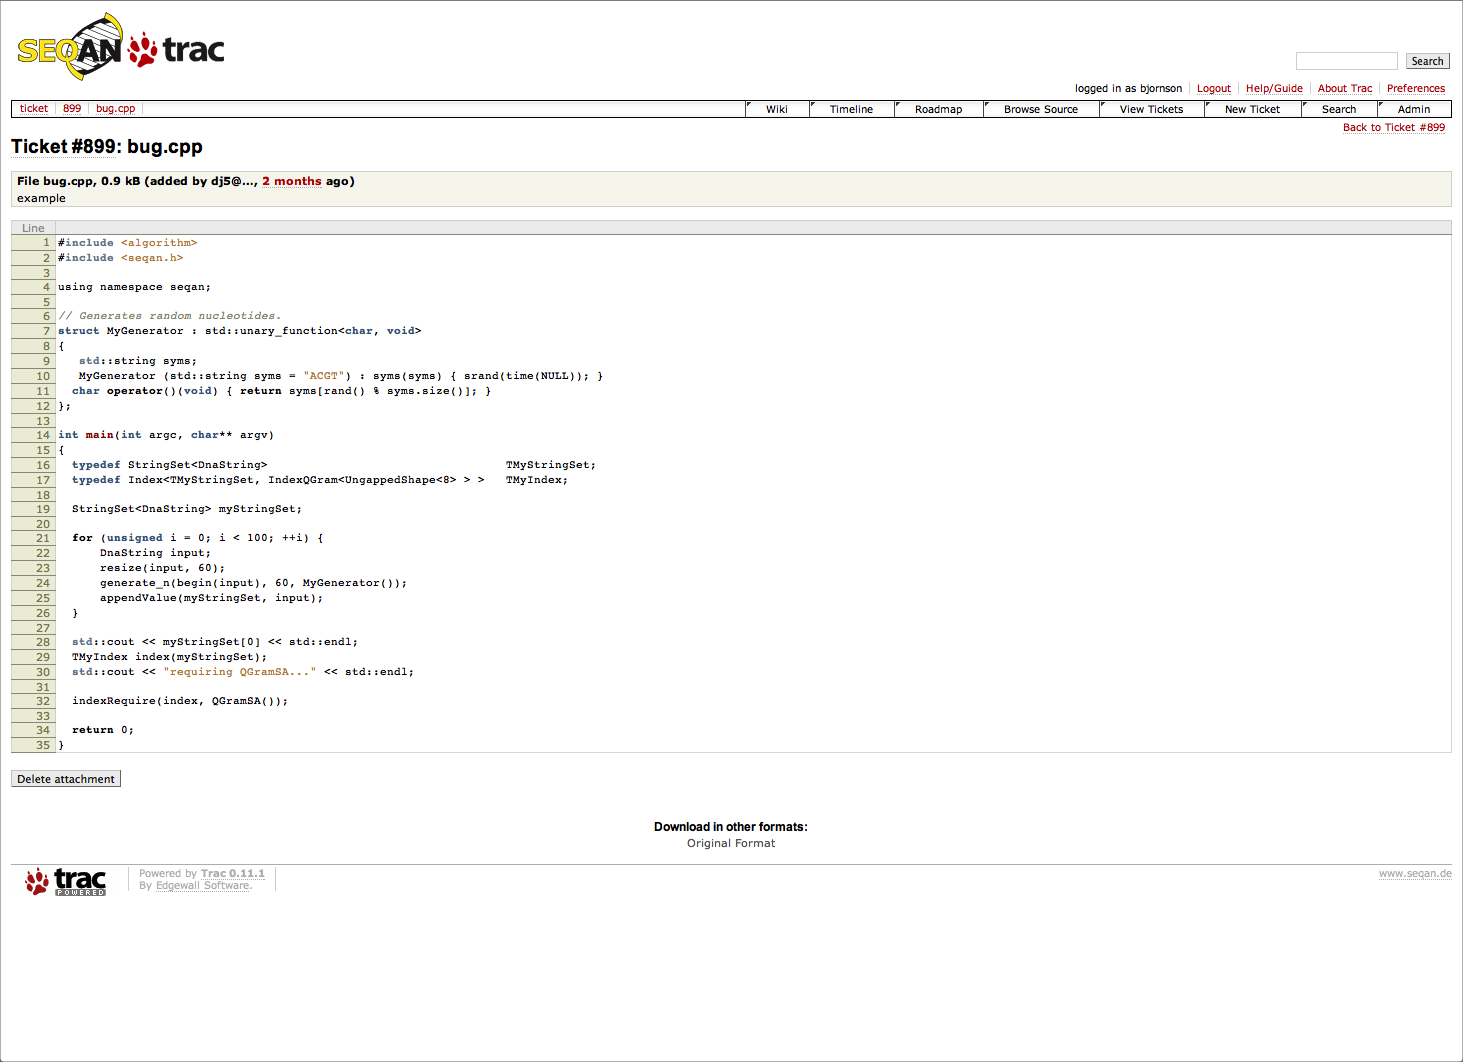 SEQAN trac
Search
logged in as bjornson Logout Help/Guide About Trac Preferences
ticket 899 bug.cpp Wiki Timeline Roadmap Browse Source View Tickets New Ticket Search Admin
Back to Ticket #899
Ticket #899: bug.cpp
File bug.cpp, 0.9 kB (added by dj5@..., 2 months ago)
example
Line
1 #include <algorithm>
2 #include <seqan.h>
3
4 using namespace seqan;
5
6 // Generates random nucleotides.
7 struct MyGenerator : std::unary_function<char, void>
8 {
9    std::string syms;
10    MyGenerator (std::string syms = "ACGT") : syms(syms) { srand(time(NULL)); }
11   char operator()(void) { return syms[rand() % syms.size()]; }
12 };
13
14 int main(int argc, char** argv)
15 {
16   typedef StringSet<DnaString>                                  TMyStringSet;
17   typedef Index<TMyStringSet, IndexQGram<UngappedShape<8> > >   TMyIndex;
18
19   StringSet<DnaString> myStringSet;
20
21   for (unsigned i = 0; i < 100; ++i) {
22       DnaString input;
23       resize(input, 60);
24       generate_n(begin(input), 60, MyGenerator());
25       appendValue(myStringSet, input);
26   }
27
28   std::cout << myStringSet[0] << std::endl;
29   TMyIndex index(myStringSet);
30   std::cout << "requiring QGramSA..." << std::endl;
31
32   indexRequire(index, QGramSA());
33
34   return 0;
35 }
Delete attachment
Download in other formats:
Original Format
trac POWERED
Powered by Trac 0.11.1
By Edgewall Software.
www.seqan.de